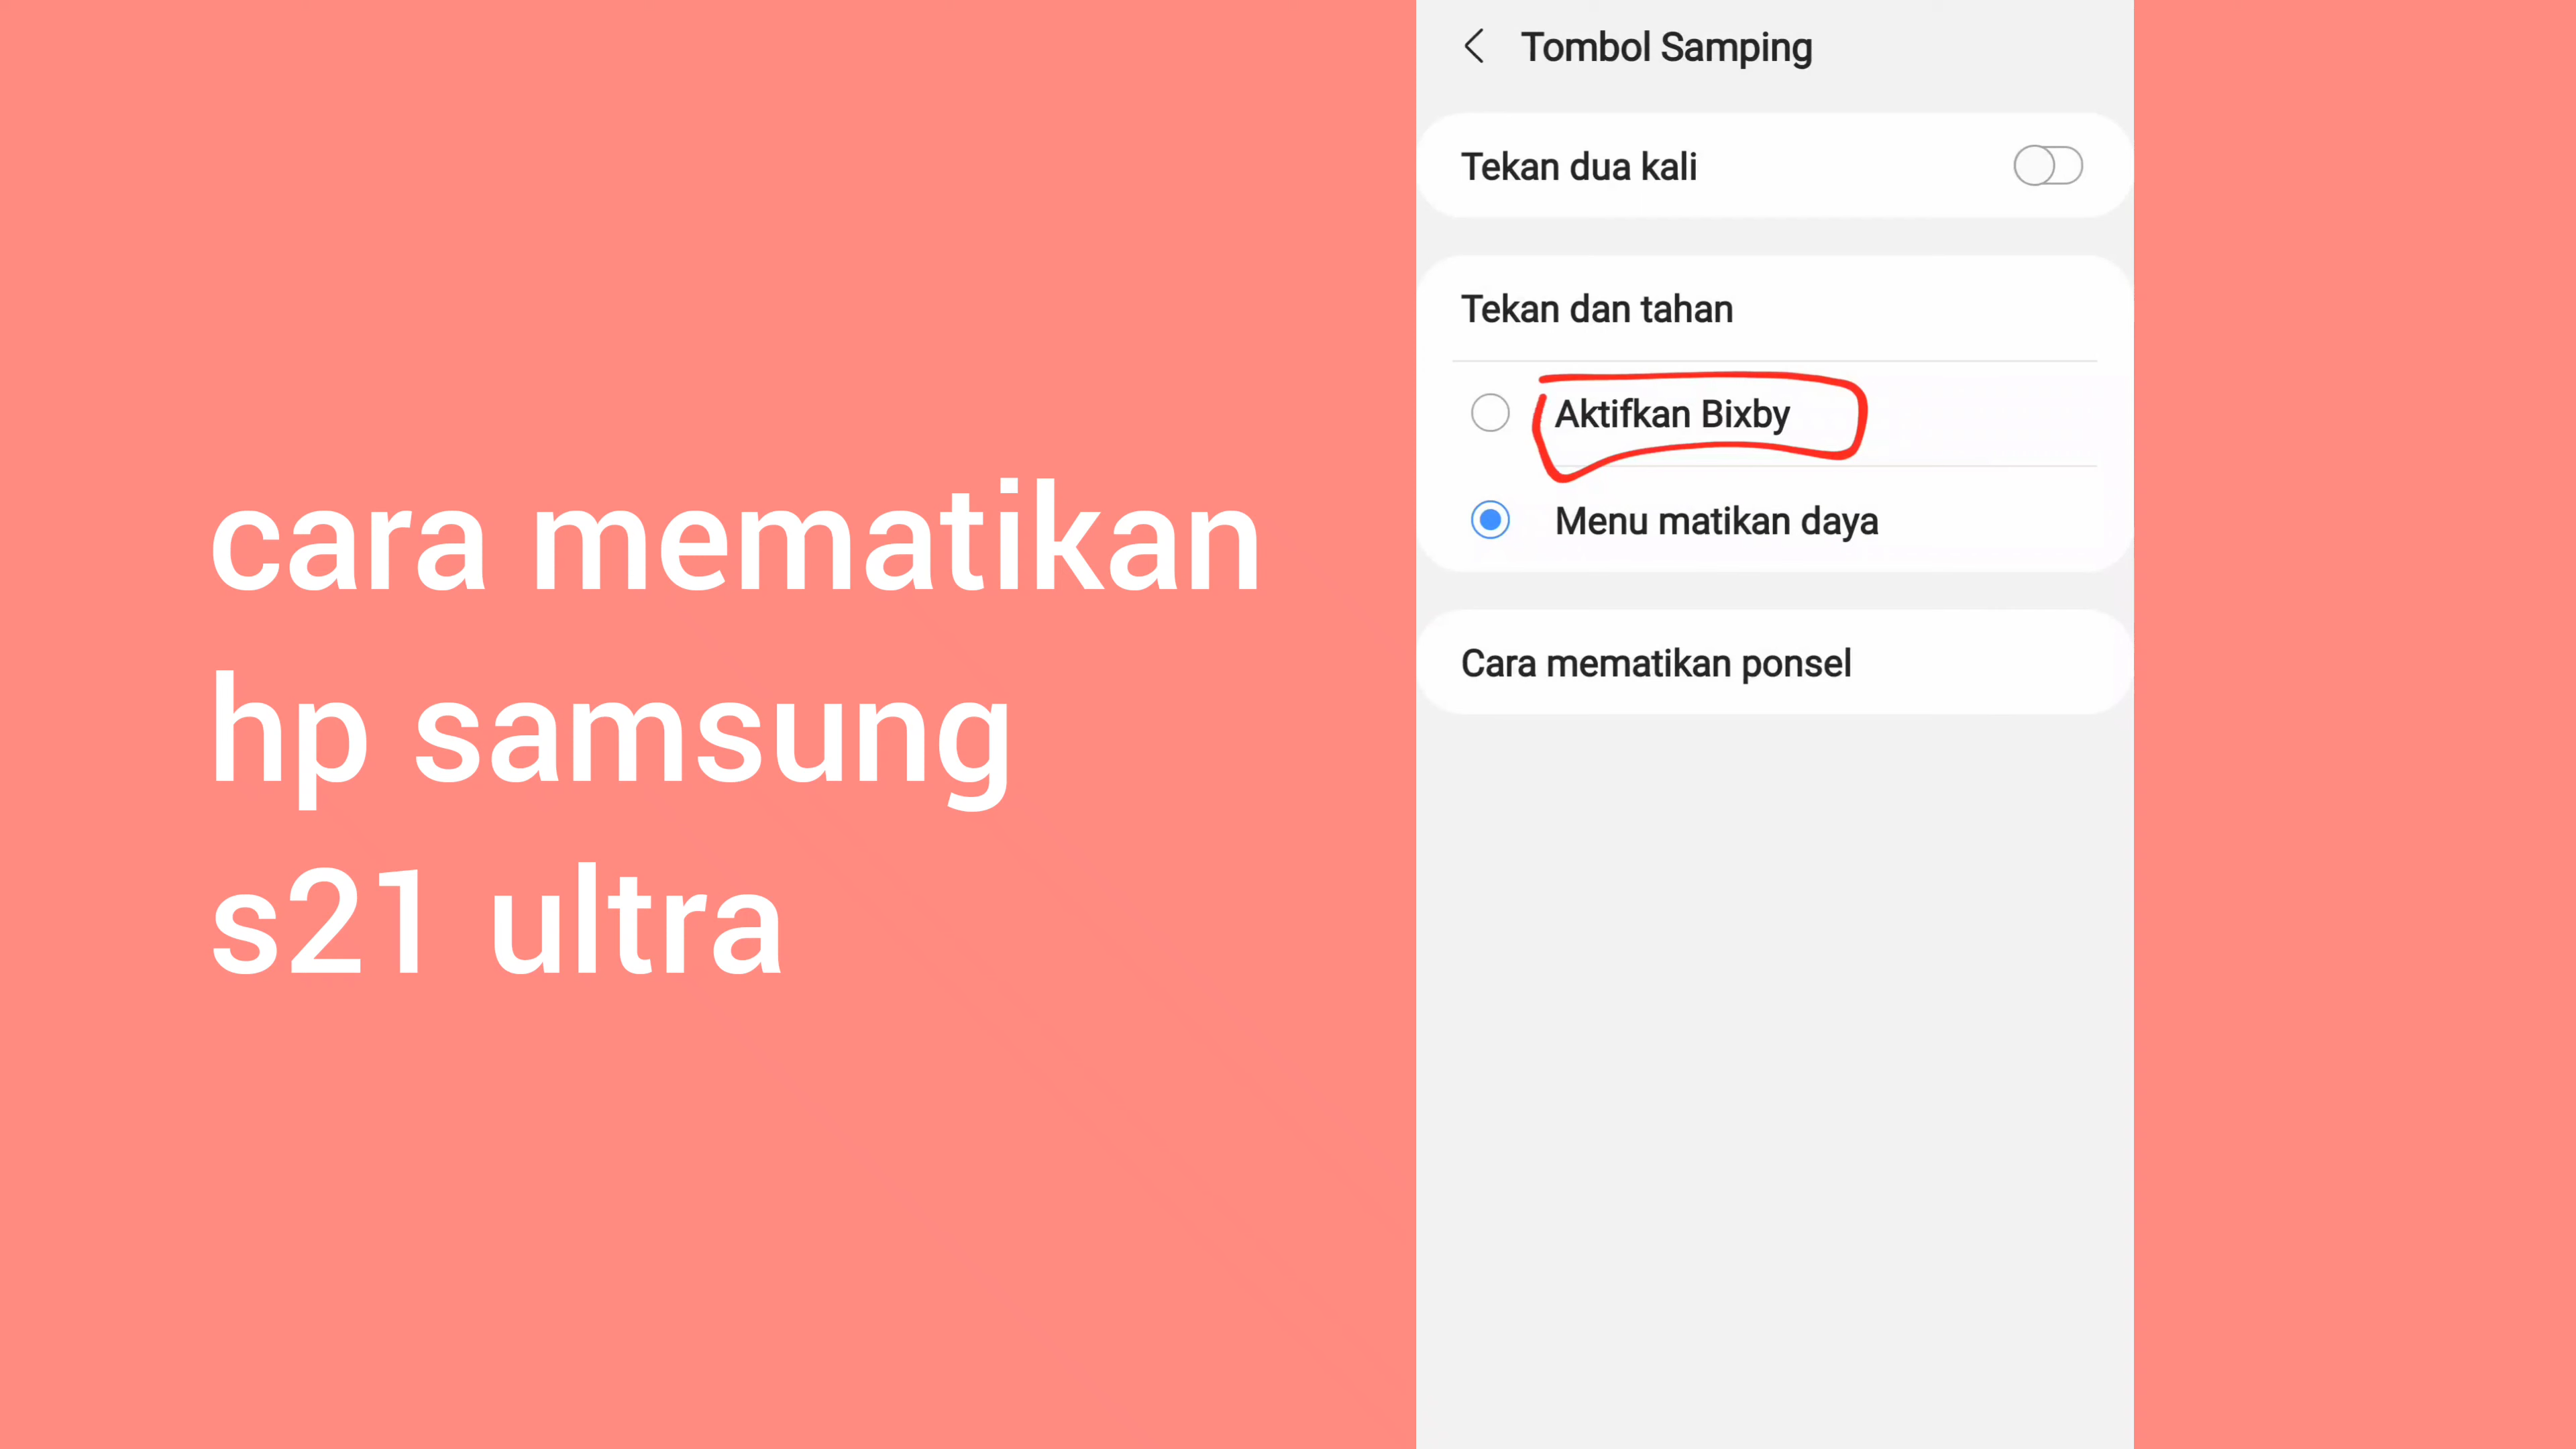 cara mematikan
hp samsung
s21 ultra
Tombol Samping
Tekan dua kali
Tekan dan tahan
Aktifkan Bixby
Menu matikan daya
Cara mematikan ponsel